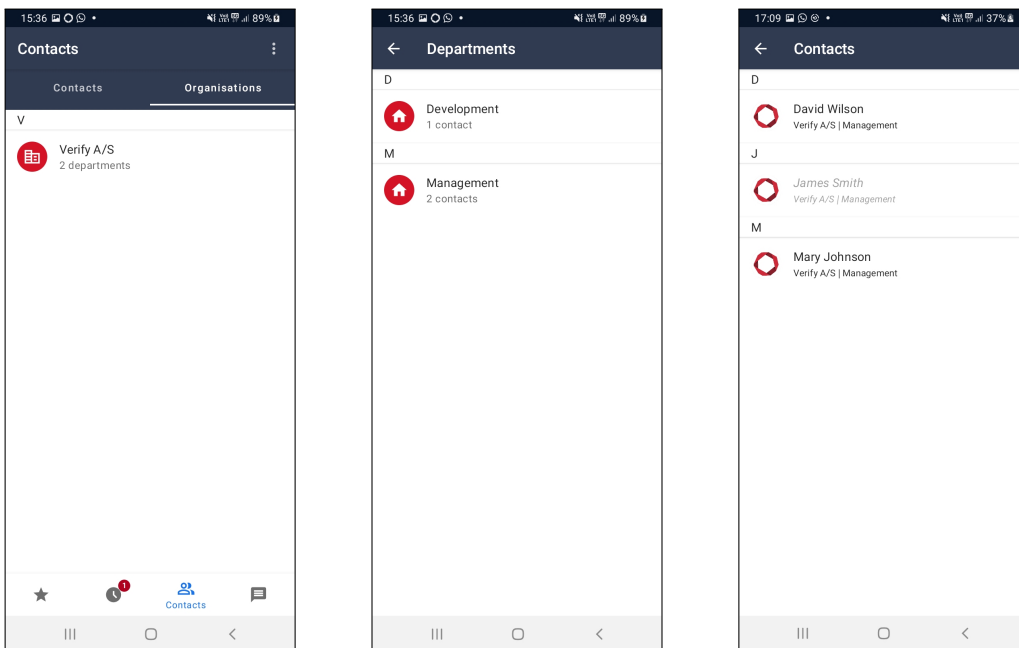 15:36 89%
Contacts
Contacts Organisations
V
Verify A/S
2 departments
1
Contacts
15:36 89%
Departments
D
Development
1 contact
M
Management
2 contacts
17:09 37%
Contacts
D
David Wilson
Verify A/S | Management
J
James Smith
Verify A/S | Management
M
Mary Johnson
Verify A/S | Management